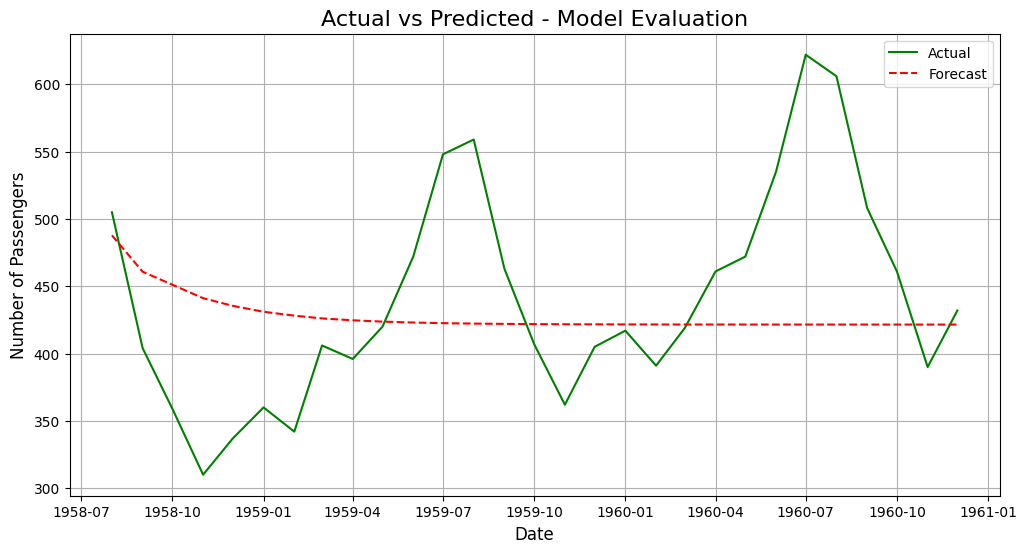 Actual vs Predicted - Model Evaluation
Number of Passengers
600
550
500
450
400
350
300
Actual
Forecast
1958-07 1958-10 1959-01 1959-04 1959-07 1959-10 1960-01 1960-04 1960-07 1960-10 1961-01
Date